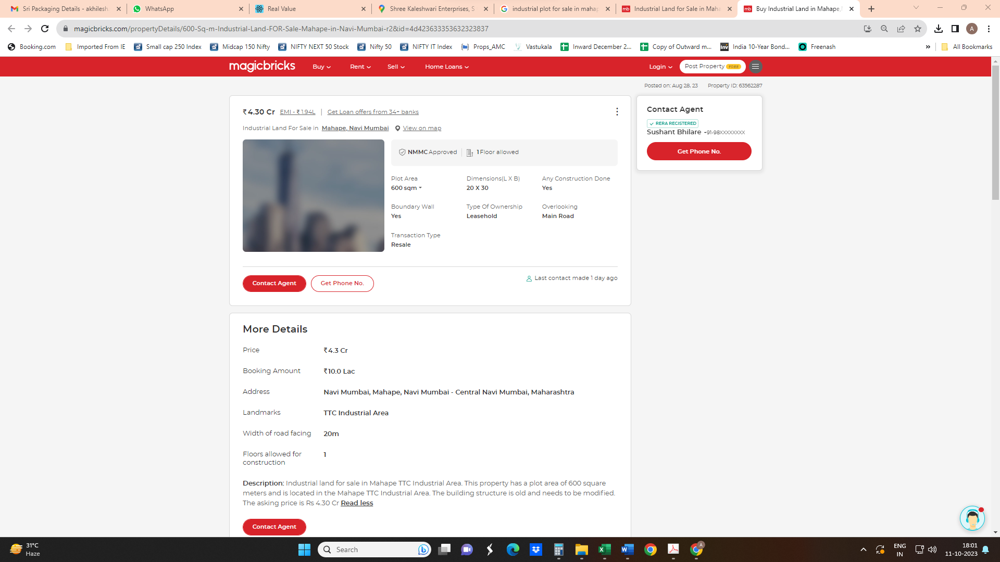 Sri Packaging Details - akhilesh.
WhatsApp
Real Value
Shree Kaleshwari Enterprises, S
industrial plot for sale in mahap
Industrial Land for Sale in Maha
Buy Industrial Land in Mahape,
magicbricks.com/propertyDetails/600-Sq-m-Industrial-Land-FOR-Sale-Mahape-in-Navi-Mumbai-r2&id=4d423633353632323837
A
Booking.com
Imported From IE
Small cap 250 Index
Midcap 150 Nifty
NIFTY NEXT 50 Stock
Nifty 50
NIFTY IT Index
Props_AMC
Vastukala
Inward December 2...
Copy of Outward m...
India 10-Year Bond...
Freenash
»
All Bookmarks
magicbricks
Buy
Rent
Sell
Home Loans
Login
Post Property FREE
Posted on: Aug 28, 23 Property ID: 63562287
₹4.30 Cr EMI - ₹1.94L | Get Loan offers from 34+ banks
Industrial Land For Sale in Mahape, Navi Mumbai View on map
NMMC Approved
1 Floor allowed
Plot Area
600 sqm
Dimensions(L X B)
20 X 30
Any Construction Done
Yes
Boundary Wall
Yes
Type Of Ownership
Leasehold
Overlooking
Main Road
Transaction Type
Resale
Contact Agent
Get Phone No.
Last contact made 1 day ago
Contact Agent
RERA REGISTERED
Sushant Bhilare +91-98XXXXXXXX
Get Phone No.
More Details
Price ₹4.3 Cr
Booking Amount ₹10.0 Lac
Address Navi Mumbai, Mahape, Navi Mumbai - Central Navi Mumbai, Maharashtra
Landmarks TTC Industrial Area
Width of road facing 20m
Floors allowed for construction 1
Description: Industrial land for sale in Mahape TTC Industrial Area. This property has a plot area of 600 square
meters and is located in the Mahape TTC Industrial Area. The building structure is old and needs to be modified.
The asking price is Rs 4.30 Cr Read less
Contact Agent
31°C
Haze
Search
ENG
IN
18:01
11-10-2023